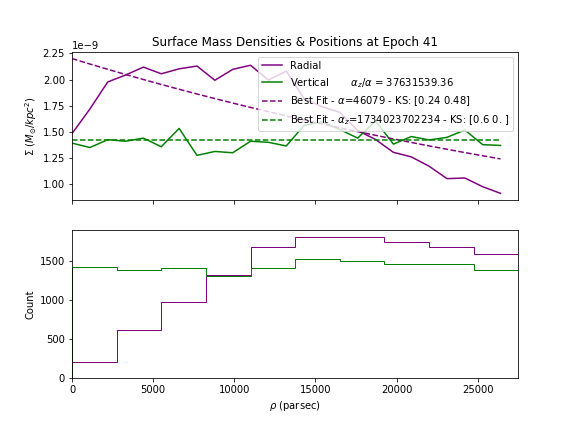 Surface Mass Densities & Positions at Epoch 41
1e−9
2.25
2.00
1.75
1.50
1.25
1.00
Σ (M⊙/kpc²)
Radial
Vertical αz/α = 37631539.36
Best Fit - α=46079 - KS: [0.24 0.48]
Best Fit - αz=1734023702234 - KS: [0.6 0. ]
1500
1000
500
0
Count
0 5000 10000 15000 20000 25000
ρ (parsec)